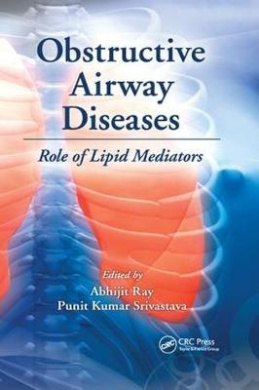 Obstructive
Airway
Diseases
Role of Lipid Mediators
Edited by
Abhijit Ray
Punit Kumar Srivastava
CRC Press
Taylor & Francis Group